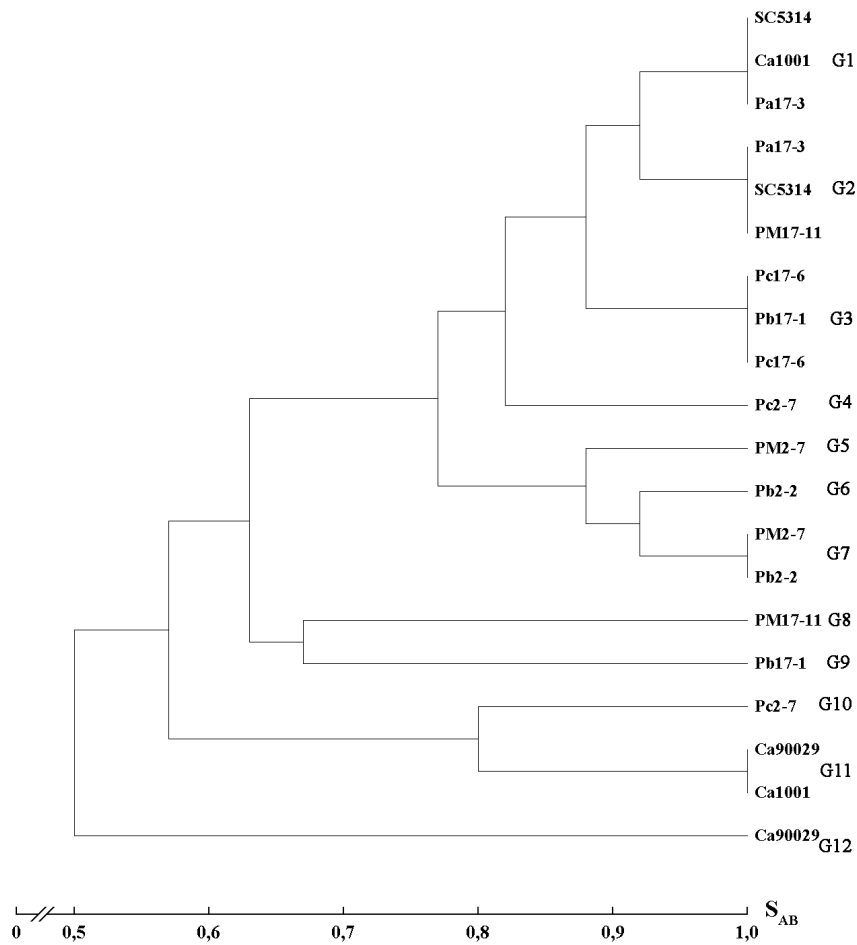 SC5314
Ca1001 G1
Pa17-3
Pa17-3
SC5314 G2
PM17-11
Pc17-6
Pb17-1 G3
Pc17-6
Pc2-7 G4
PM2-7 G5
Pb2-2 G6
PM2-7
G7
Pb2-2
PM17-11 G8
Pb17-1 G9
Pc2-7 G10
Ca90029
G11
Ca1001
Ca90029
G12
S_AB
0 0,5 0,6 0,7 0,8 0,9 1,0